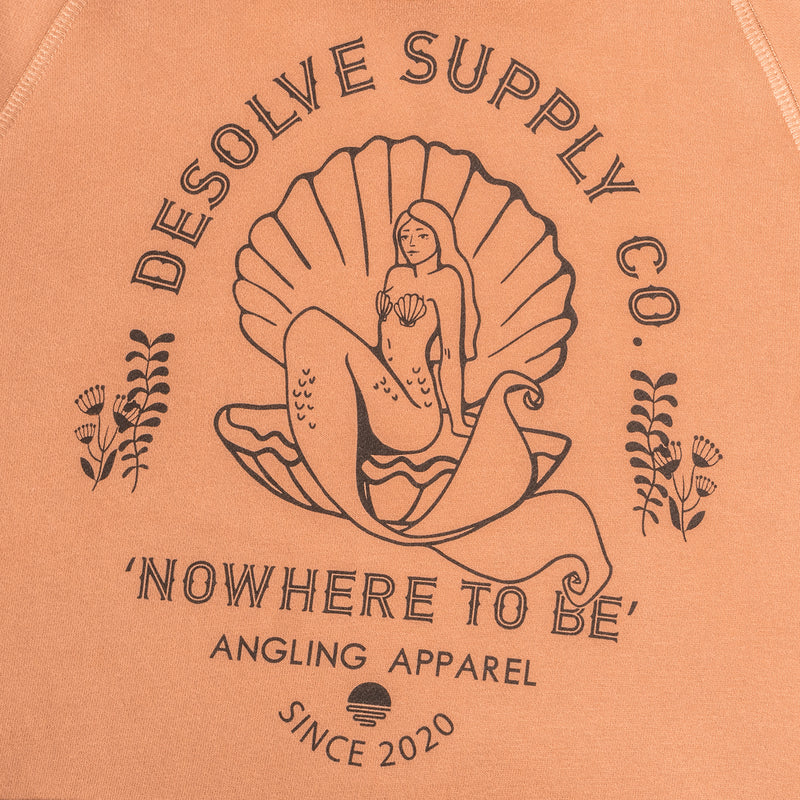 DESOLVE SUPPLY CO.
'NOWHERE TO BE'
ANGLING APPAREL
SINCE 2020